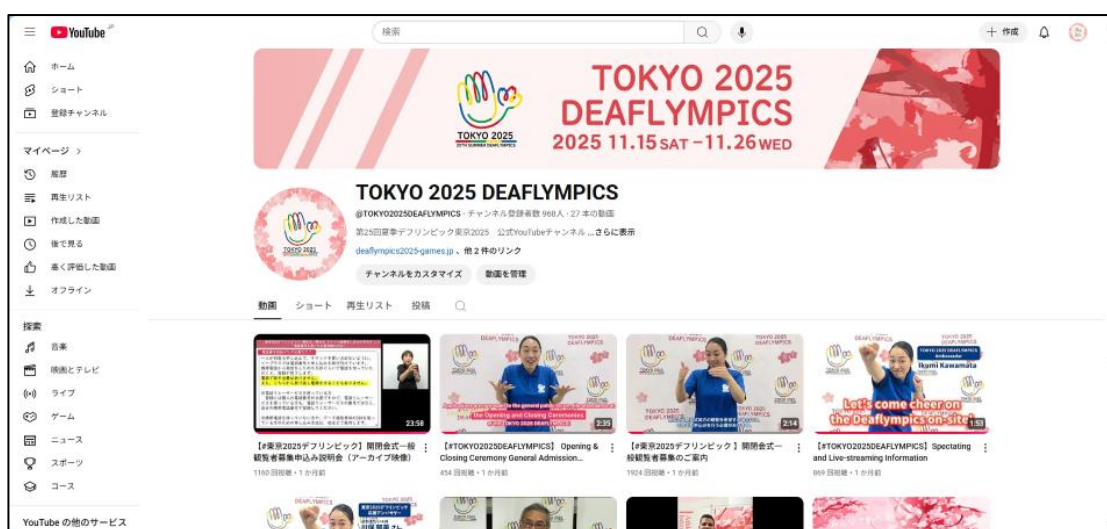 YouTube JP
検索
作成
ホーム
ショート
登録チャンネル
マイページ
履歴
再生リスト
作成した動画
後で見る
高く評価した動画
オフライン
探索
音楽
映画とテレビ
ライブ
ゲーム
ニュース
スポーツ
コース
YouTube の他のサービス
TOKYO 2025
TOKYO 2025
DEAFLYMPICS
2025 11.15 SAT -11.26 WED
TOKYO 2025
TOKYO 2025 DEAFLYMPICS
@TOKYO2025DEAFLYMPICS・チャンネル登録者数 968人・27 本の動画
第25回夏季デフリンピック東京2025 公式YouTubeチャンネル ...さらに表示
deaflympics2025-games.jp 、他 2 件のリンク
チャンネルをカスタマイズ
動画を管理
動画
ショート
再生リスト
投稿
23:50
【#東京2025デフリンピック】開閉会式一般
観覧者募集申込み説明会（アーカイブ映像）
1160 回視聴・1 か月前
the Opening and Closing Ceremonies
2:35
【#TOKYO2025DEAFLYMPICS】 Opening &
Closing Ceremony General Admission...
454 回視聴・1 か月前
2:14
【#東京2025デフリンピック 】開閉会式一
般観覧者募集のご案内
1924 回視聴・1 か月前
TOKYO 2025 DEAFLYMPICS
Ambassador
Ikumi Kawamata
Let's come cheer on
the Deaflympics on-site
1:53
【#TOKYO2025DEAFLYMPICS】Spectating
and Live-streaming Information
869 回視聴・1 か月前